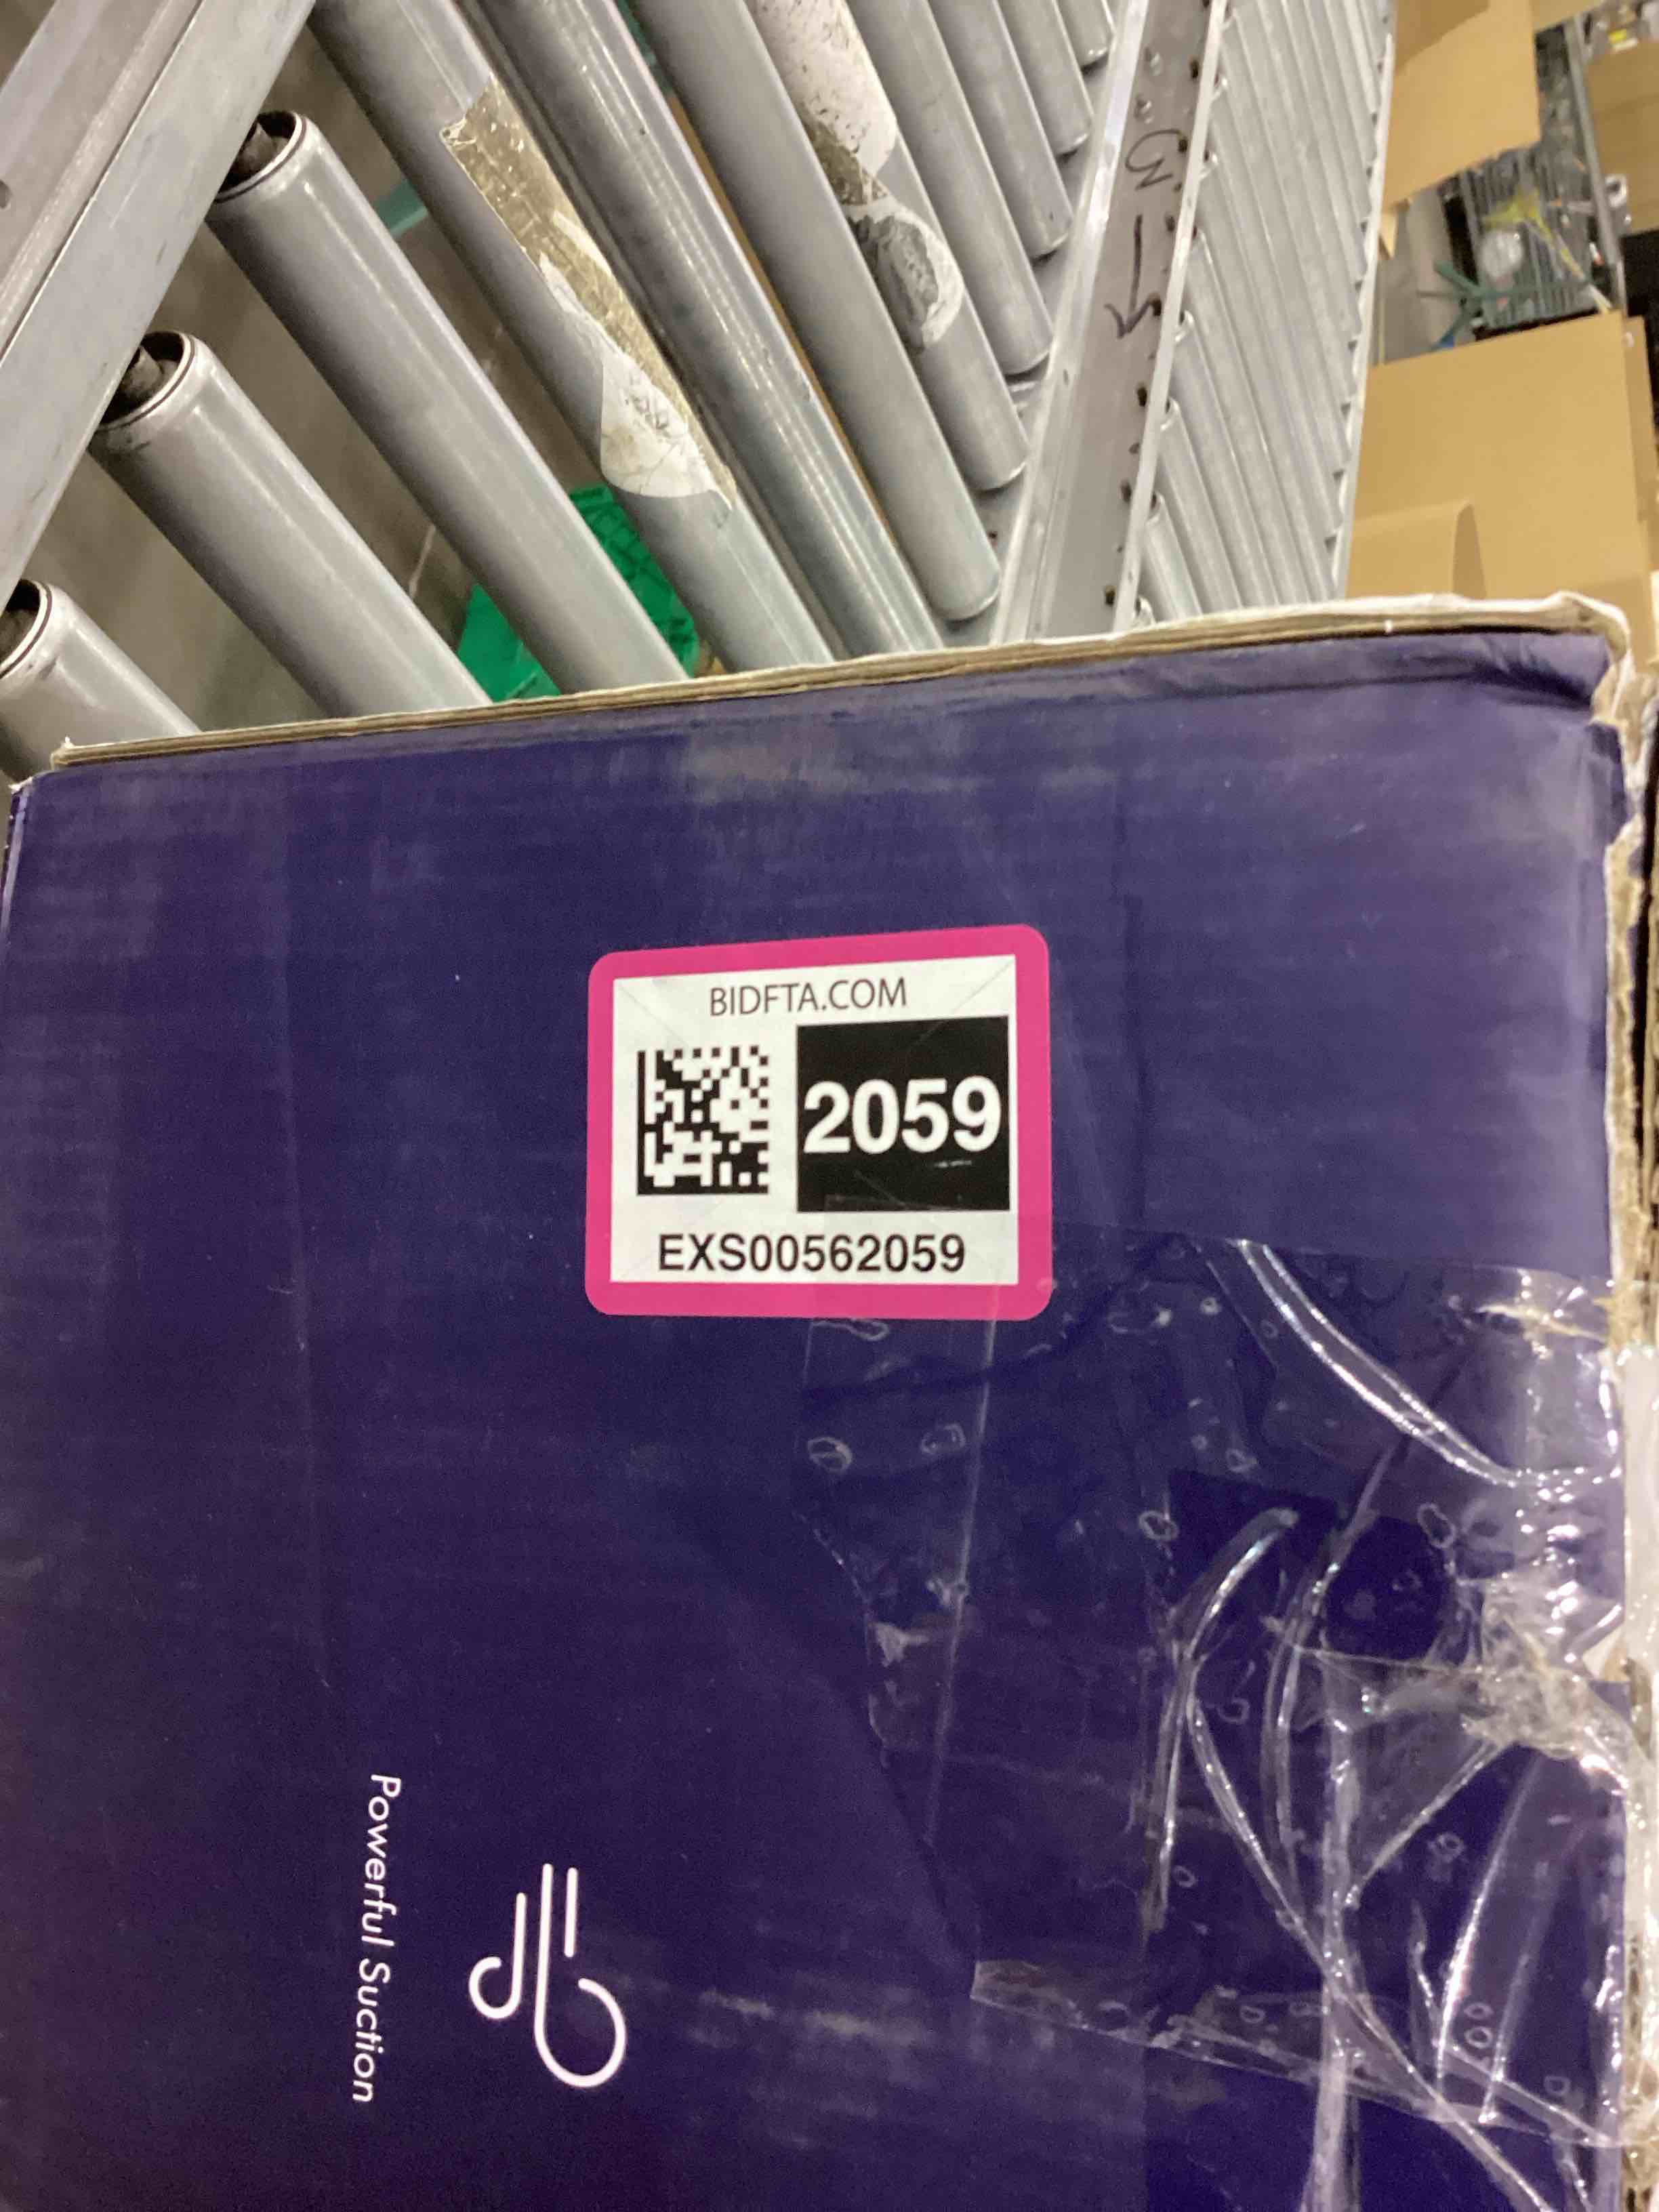 BIDFTA.COM
2059
EXS00562059
Powerful Suction